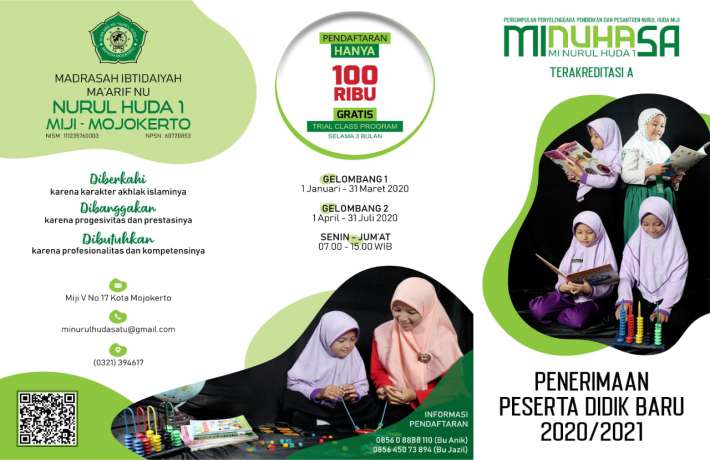 MADRASAH IBTIDAIYAH
MA'ARIF NU
NURUL HUDA 1
MIJI - MOJOKERTO
NISM: 111235760003 NPSN: 60720853
Diberkahi
karena karakter akhlak islaminya
Dibanggakan
karena progesivitas dan prestasinya
Dibutuhkan
karena profesionalitas dan kompetensinya
Miji V No.17 Kota Mojokerto
minurulhudasatu@gmail.com
(0321) 394617
PENDAFTARAN
HANYA
100
RIBU
GRATIS
TRIAL CLASS PROGRAM
SELAMA 3 BULAN
GELOMBANG 1
1 Januari - 31 Maret 2020
GELOMBANG 2
1 April - 31 Juli 2020
SENIN - JUM'AT
07.00 - 15.00 WIB
INFORMASI
PENDAFTARAN
0856 0 8888 110 (Bu Anik)
0856 450 73 894 (Bu Jazil)
PERKUMPULAN PENYELENGGARA PENDIDIKAN DAN PESANTREN NURUL HUDA MIJI
MINUHASA
MI NURUL HUDA 1
TERAKREDITASI A
PENERIMAAN
PESERTA DIDIK BARU
2020/2021